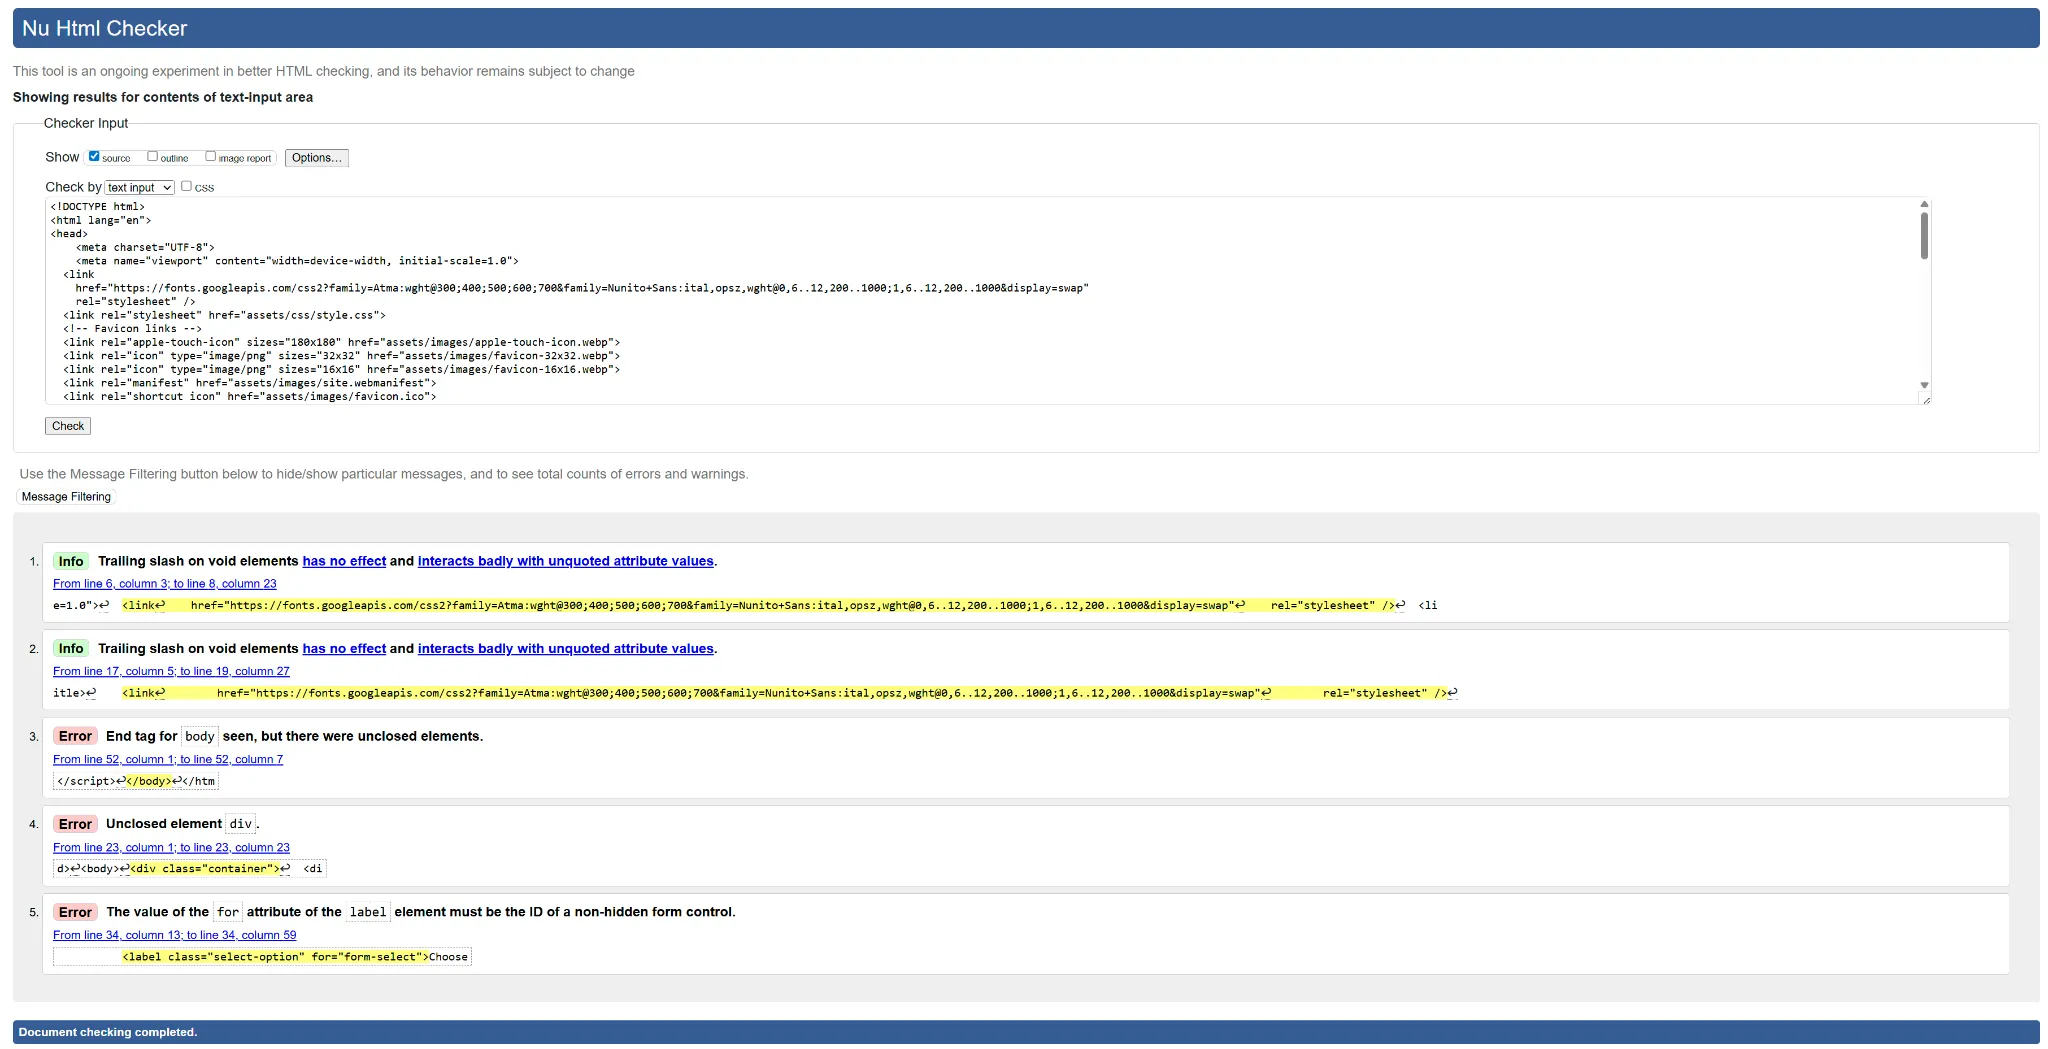 Nu Html Checker
This tool is an ongoing experiment in better HTML checking, and its behavior remains subject to change
Showing results for contents of text-input area
Checker Input
Show source outline image report Options...
Check by text input css
<!DOCTYPE html>
<html lang="en">
<head>
    <meta charset="UTF-8">
    <meta name="viewport" content="width=device-width, initial-scale=1.0">
  <link
    href="https://fonts.googleapis.com/css2?family=Atma:wght@300;400;500;600;700&family=Nunito+Sans:ital,opsz,wght@0,6..12,200..1000;1,6..12,200..1000&display=swap"
    rel="stylesheet" />
  <link rel="stylesheet" href="assets/css/style.css">
  <!-- Favicon links -->
  <link rel="apple-touch-icon" sizes="180x180" href="assets/images/apple-touch-icon.webp">
  <link rel="icon" type="image/png" sizes="32x32" href="assets/images/favicon-32x32.webp">
  <link rel="icon" type="image/png" sizes="16x16" href="assets/images/favicon-16x16.webp">
  <link rel="manifest" href="assets/images/site.webmanifest">
  <link rel="shortcut icon" href="assets/images/favicon.ico">
Check
Use the Message Filtering button below to hide/show particular messages, and to see total counts of errors and warnings.
Message Filtering
1. Info Trailing slash on void elements has no effect and interacts badly with unquoted attribute values.
From line 6, column 3; to line 8, column 23
e=1.0">↩  <link↩    href="https://fonts.googleapis.com/css2?family=Atma:wght@300;400;500;600;700&family=Nunito+Sans:ital,opsz,wght@0,6..12,200..1000;1,6..12,200..1000&display=swap"↩    rel="stylesheet" />↩  <li
2. Info Trailing slash on void elements has no effect and interacts badly with unquoted attribute values.
From line 17, column 5; to line 19, column 27
itle>↩    <link↩        href="https://fonts.googleapis.com/css2?family=Atma:wght@300;400;500;600;700&family=Nunito+Sans:ital,opsz,wght@0,6..12,200..1000;1,6..12,200..1000&display=swap"↩        rel="stylesheet" />↩
3. Error End tag for body seen, but there were unclosed elements.
From line 52, column 1; to line 52, column 7
</script>↩</body>↩</htm
4. Error Unclosed element div.
From line 23, column 1; to line 23, column 23
d>↩<body>↩<div class="container">↩  <di
5. Error The value of the for attribute of the label element must be the ID of a non-hidden form control.
From line 34, column 13; to line 34, column 59
<label class="select-option" for="form-select">Choose
Document checking completed.